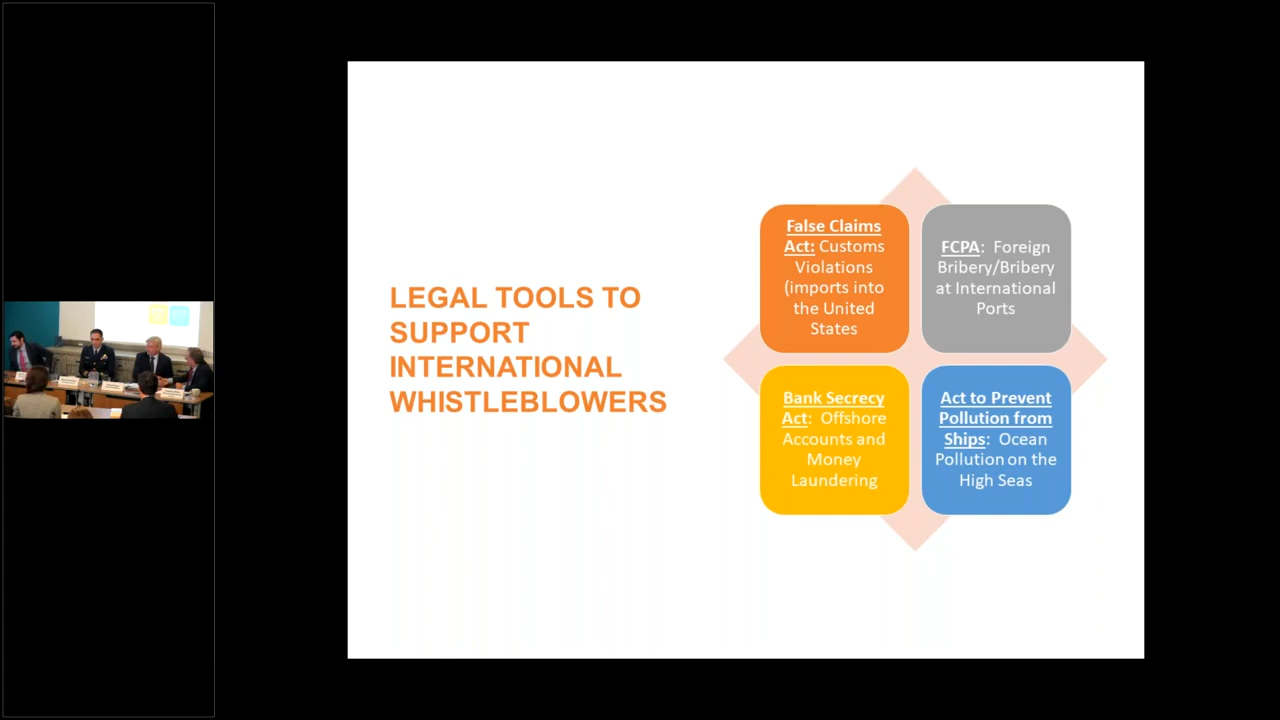 LEGAL TOOLS TO
SUPPORT
INTERNATIONAL
WHISTLEBLOWERS
False Claims
Act: Customs
Violations
(imports into
the United
States
FCPA: Foreign
Bribery/Bribery
at International
Ports
Bank Secrecy
Act: Offshore
Accounts and
Money
Laundering
Act to Prevent
Pollution from
Ships: Ocean
Pollution on the
High Seas